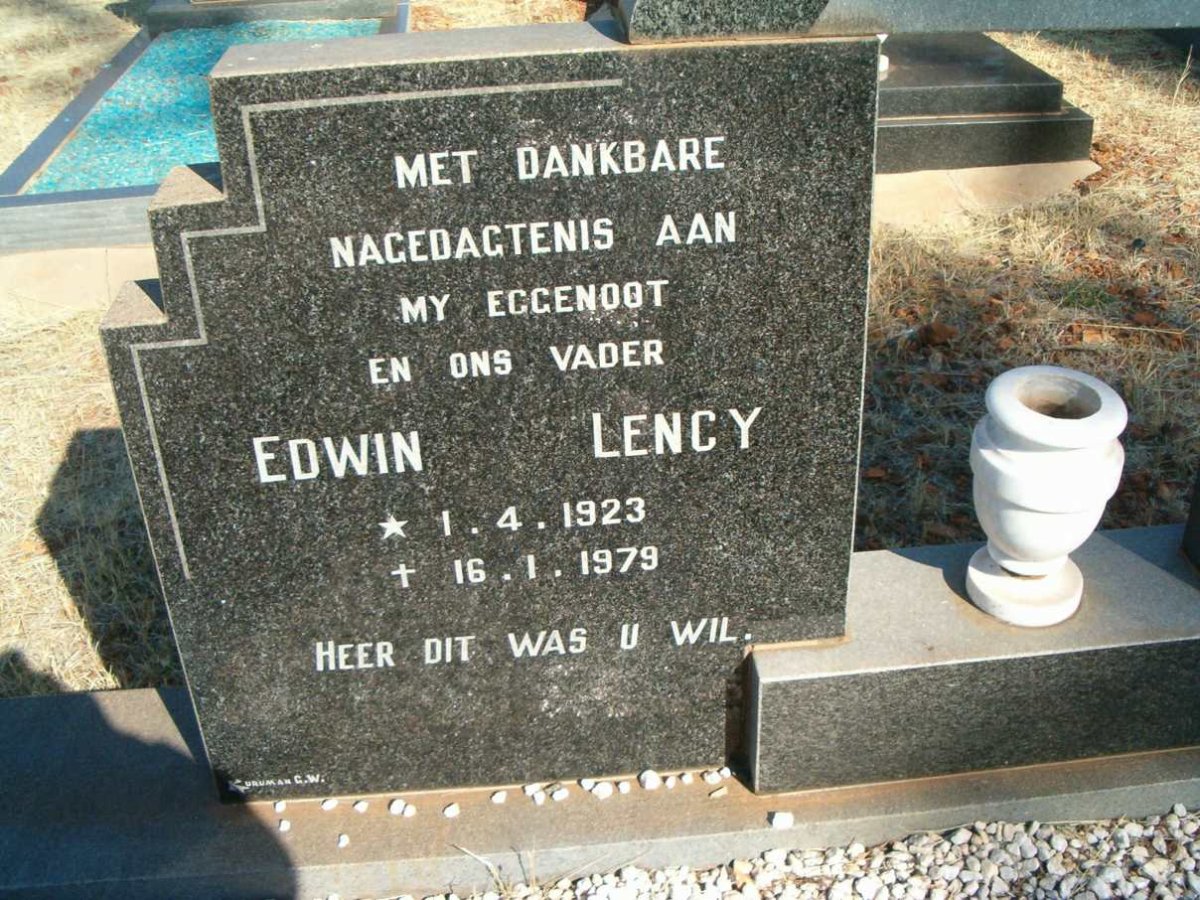 MET DANKBARE
NAGEDAGTENIS AAN
MY EGGENOOT
EN ONS VADER
EDWIN LENCY
★ 1.4.1923
✝ 16.1.1979
HEER DIT WAS U WIL.
KURUMAN G.W.